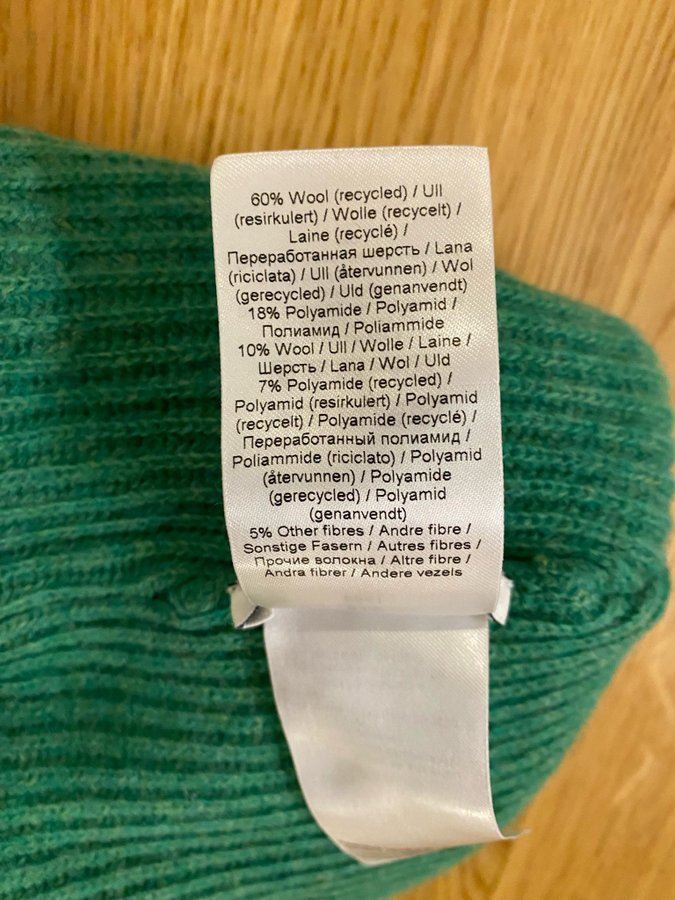 60% Wool (recycled) / Ull
(resirkulert) / Wolle (recycelt) /
Laine (recyclé) /
Переработанная шерсть / Lana
(riciclata) / Ull (återvunnen) / Wol
(gerecycled) / Uld (genanvendt)
18% Polyamide / Polyamid /
Полиамид / Poliammide
10% Wool / Ull / Wolle / Laine /
Шерсть / Lana / Wol / Uld
7% Polyamide (recycled) /
Polyamid (resirkulert) / Polyamid
(recycelt) / Polyamide (recyclé) /
Переработанный полиамид /
Poliammide (riciclato) / Polyamid
(återvunnen) / Polyamide
(gerecycled) / Polyamid
(genanvendt)
5% Other fibres / Andre fibre /
Sonstige Fasern / Autres fibres /
Прочие волокна / Altre fibre /
Andra fibrer / Andere vezels